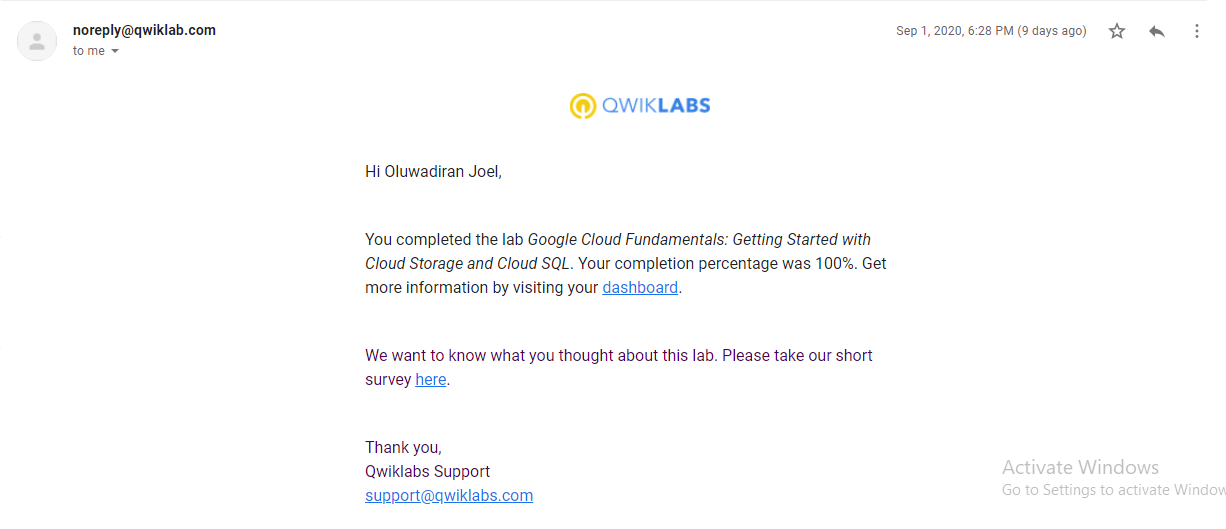 noreply@qwiklab.com
Sep 1, 2020, 6:28 PM (9 days ago)
to me
QWIKLABS
Hi Oluwadiran Joel,
You completed the lab Google Cloud Fundamentals: Getting Started with
Cloud Storage and Cloud SQL. Your completion percentage was 100%. Get
more information by visiting your dashboard.
We want to know what you thought about this lab. Please take our short
survey here.
Thank you,
Qwiklabs Support
support@qwiklabs.com
Activate Windows
Go to Settings to activate Window